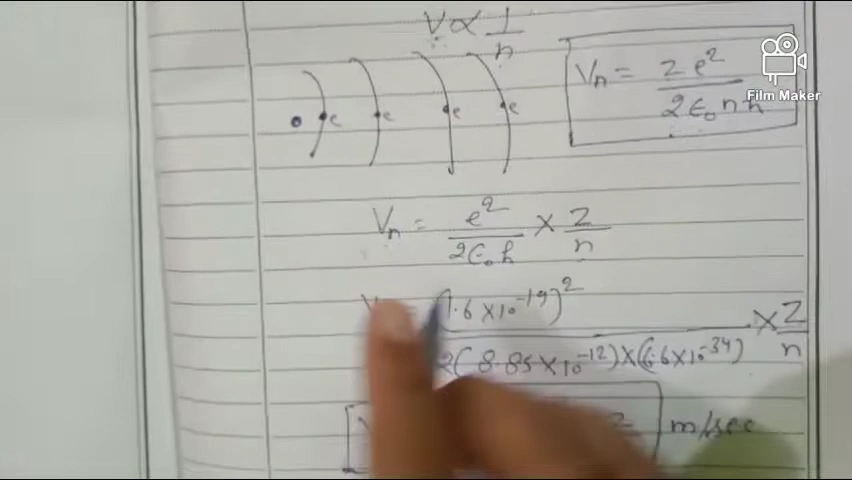 V ∝ 1/n
e e e e
Vn = ze²/2ϵ₀nh
Film Maker
Vn = e²/2ϵ₀h × z/n
V = (1.6×10⁻¹⁹)²/2(8.85×10⁻¹²)×(6.6×10⁻³⁴) × z/n
m/sec